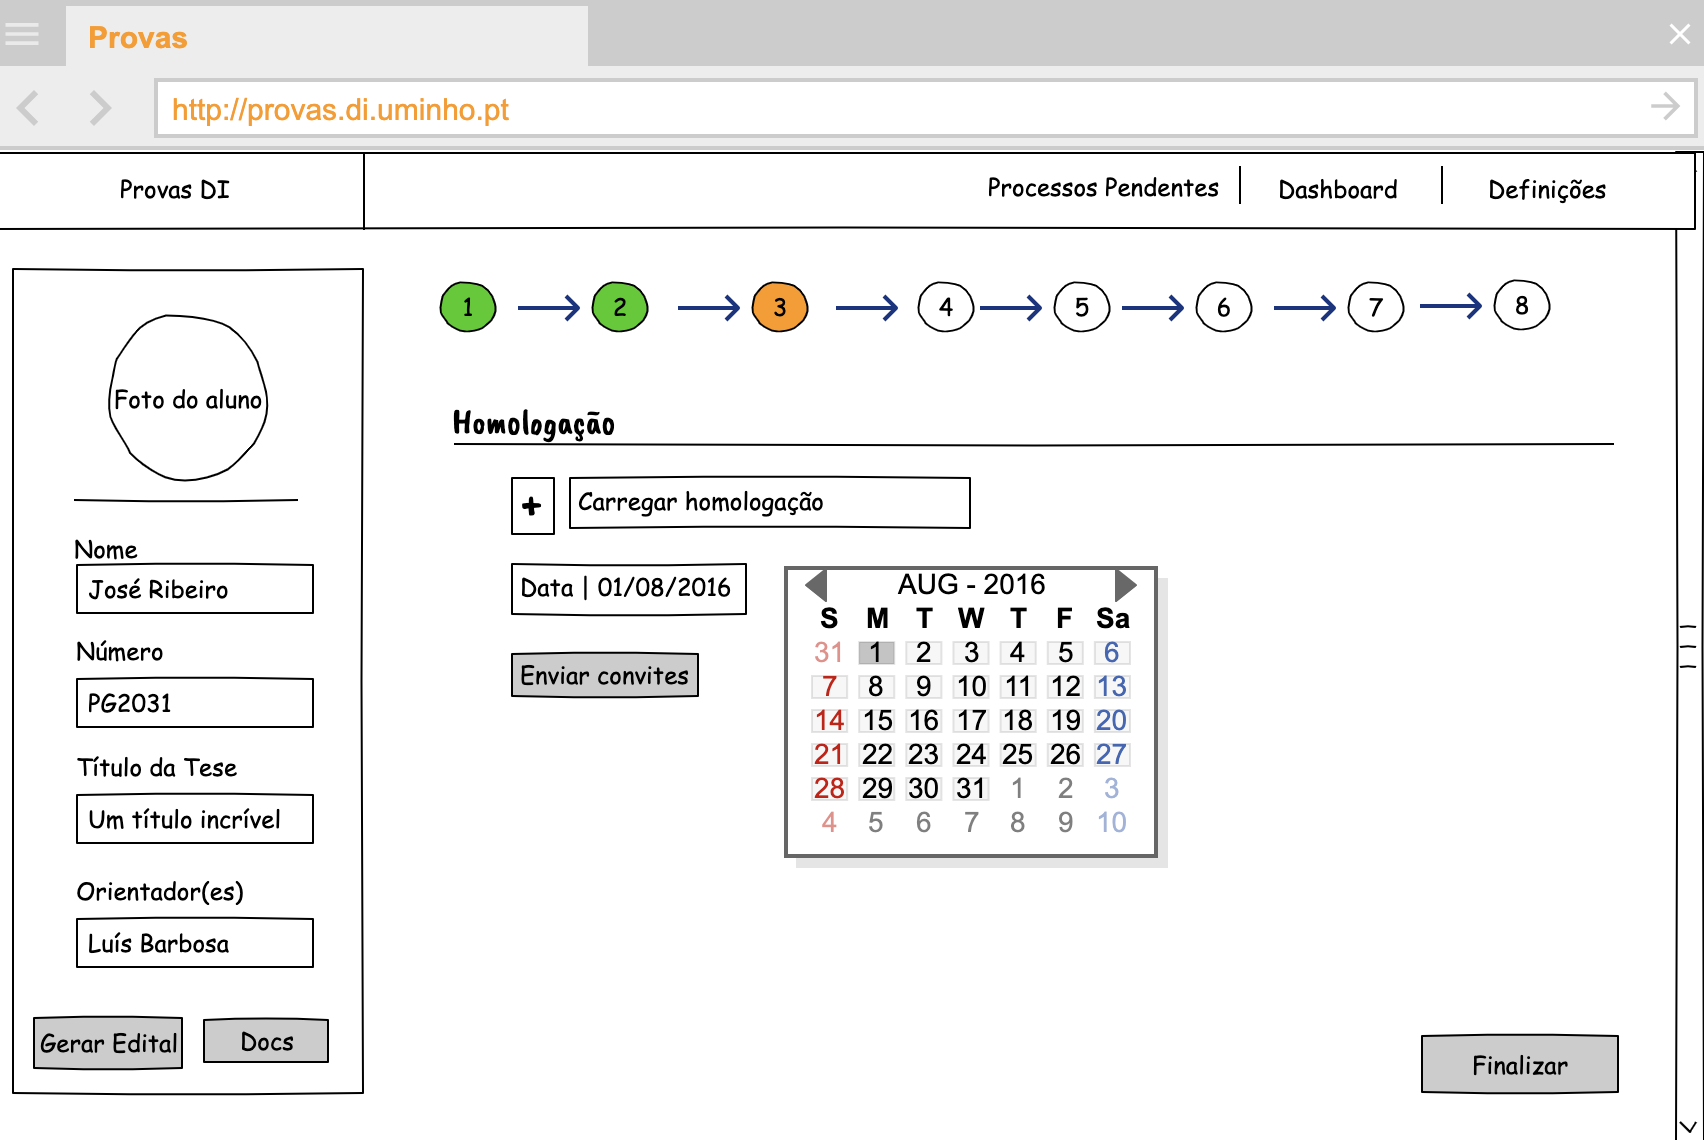 Provas
http://provas.di.uminho.pt
Provas DI
Processos Pendentes
Dashboard
Definições
1 2 3 4 5 6 7 8
Foto do aluno
Nome
José Ribeiro
Número
PG2031
Título da Tese
Um título incrível
Orientador(es)
Luís Barbosa
Gerar Edital
Docs
Homologação
+ Carregar homologação
Data | 01/08/2016
Enviar convites
AUG - 2016
S M T W T F Sa
31 1 2 3 4 5 6
7 8 9 10 11 12 13
14 15 16 17 18 19 20
21 22 23 24 25 26 27
28 29 30 31 1 2 3
4 5 6 7 8 9 10
Finalizar